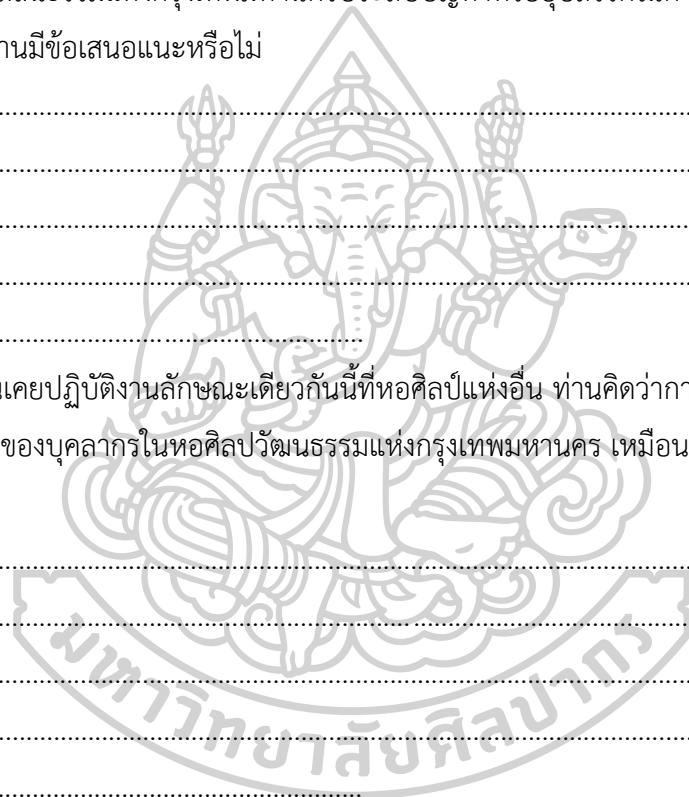 านมีข้อเสนอแนะหรือไม่
เคยปฏิบัติงานลักษณะเดียวกันนี้ที่หอศิลป์แห่งอื่น ท่านคิดว่ากา
ของบุคลากรในหอศิลปวัฒนธรรมแห่งกรุงเทพมหานคร เหมือน
มหาวิทยาลัยศิลปากร